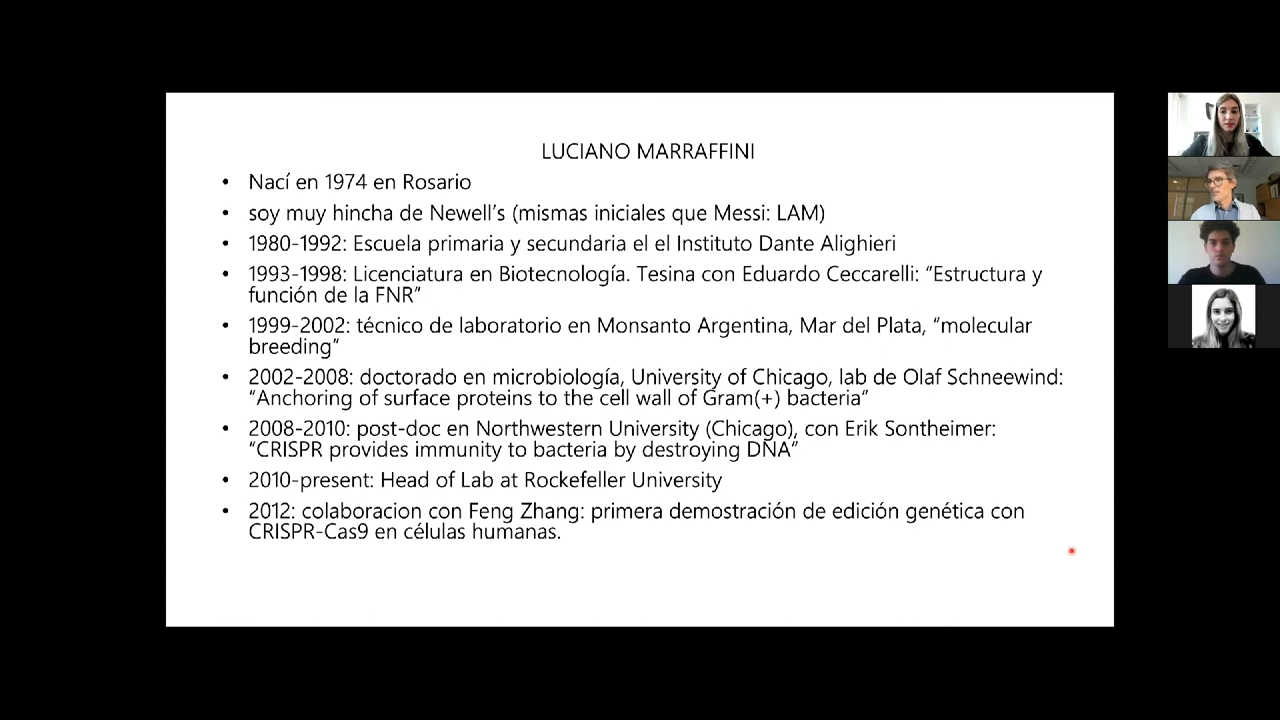 LUCIANO MARRAFFINI
• Nací en 1974 en Rosario
• soy muy hincha de Newell’s (mismas iniciales que Messi: LAM)
• 1980-1992: Escuela primaria y secundaria el el Instituto Dante Alighieri
• 1993-1998: Licenciatura en Biotecnología. Tesina con Eduardo Ceccarelli: “Estructura y
función de la FNR”
• 1999-2002: técnico de laboratorio en Monsanto Argentina, Mar del Plata, “molecular
breeding”
• 2002-2008: doctorado en microbiología, University of Chicago, lab de Olaf Schneewind:
“Anchoring of surface proteins to the cell wall of Gram(+) bacteria”
• 2008-2010: post-doc en Northwestern University (Chicago), con Erik Sontheimer:
“CRISPR provides immunity to bacteria by destroying DNA”
• 2010-present: Head of Lab at Rockefeller University
• 2012: colaboracion con Feng Zhang: primera demostración de edición genética con
CRISPR-Cas9 en células humanas.